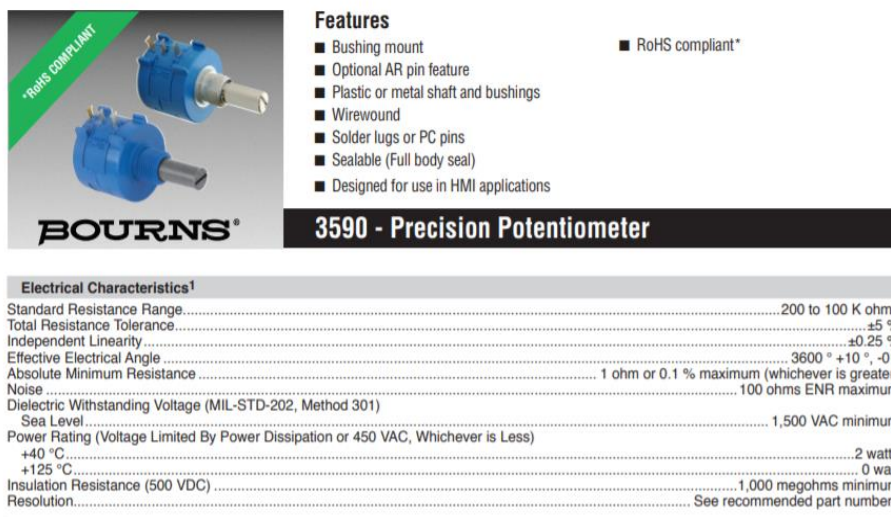 *RoHS COMPLIANT
BOURNS®
Features
■ Bushing mount
■ Optional AR pin feature
■ Plastic or metal shaft and bushings
■ Wirewound
■ Solder lugs or PC pins
■ Sealable (Full body seal)
■ Designed for use in HMI applications
■ RoHS compliant*
3590 - Precision Potentiometer
Electrical Characteristics1
Standard Resistance Range....................200 to 100 K ohm
Total Resistance Tolerance....................±5 %
Independent Linearity....................±0.25 %
Effective Electrical Angle....................3600 ° +10 °, -0
Absolute Minimum Resistance....................1 ohm or 0.1 % maximum (whichever is greate
Noise....................100 ohms ENR maximu
Dielectric Withstanding Voltage (MIL-STD-202, Method 301)
Sea Level....................1,500 VAC minimu
Power Rating (Voltage Limited By Power Dissipation or 450 VAC, Whichever is Less)
+40 °C....................2 watt
+125 °C....................0 wa
Insulation Resistance (500 VDC)....................1,000 megohms minimu
Resolution....................See recommended part number